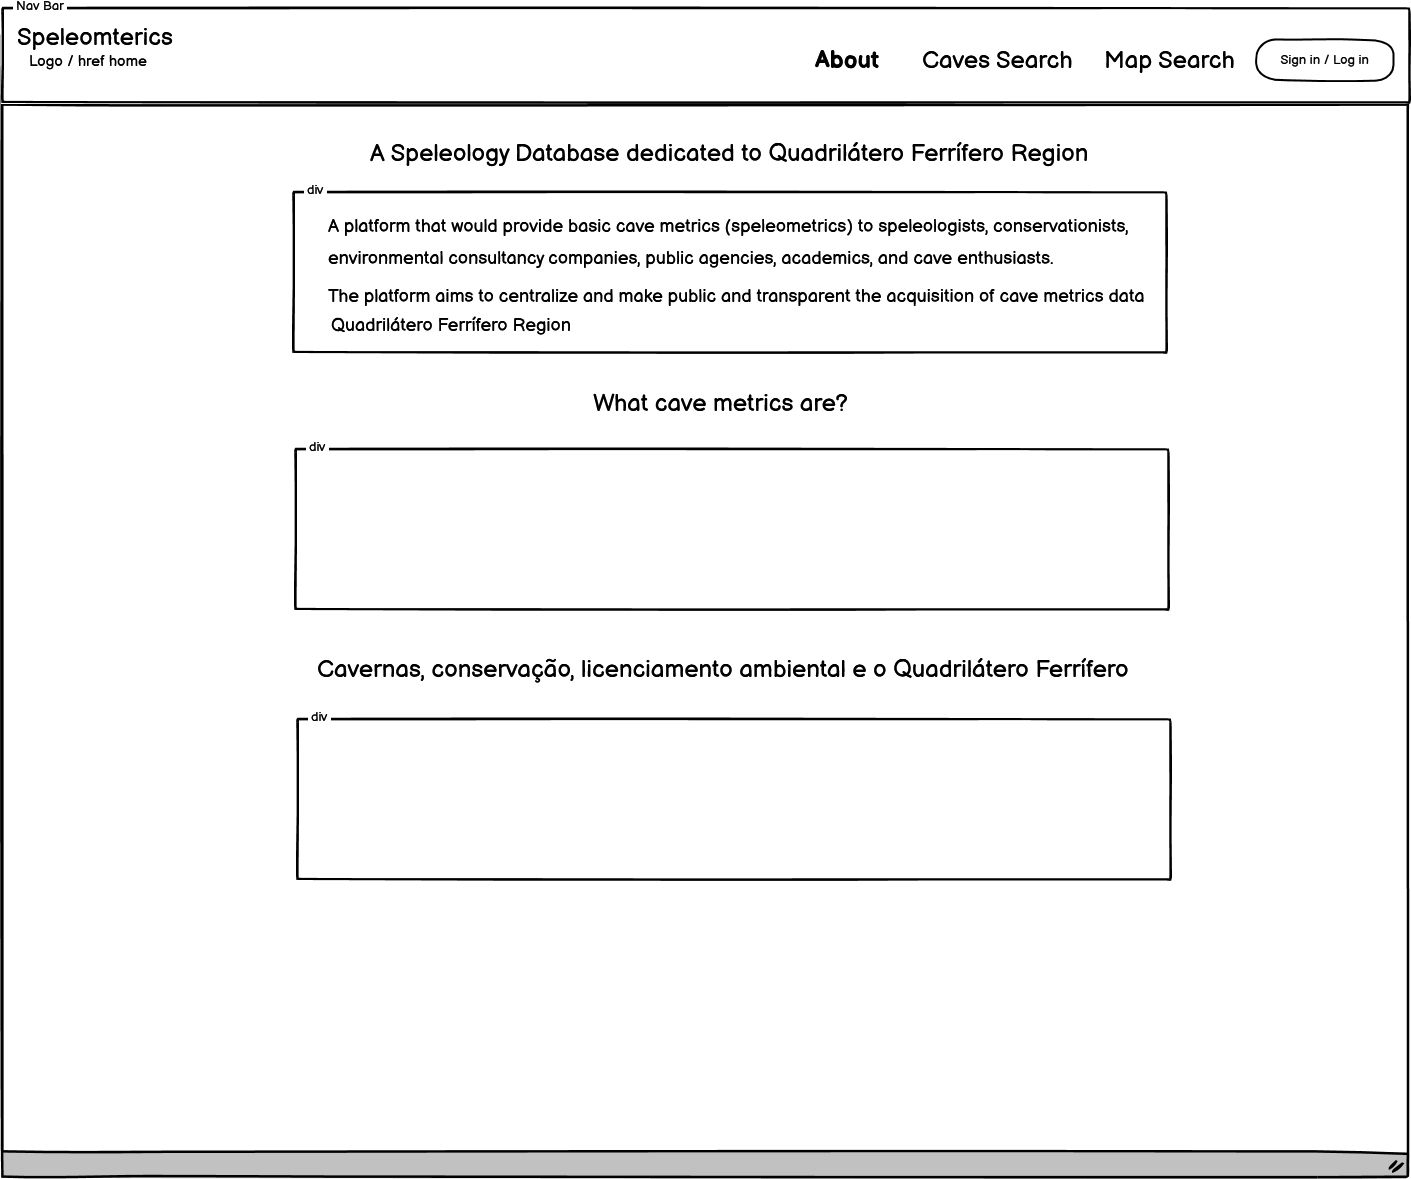 Nav Bar
Speleomterics
Logo / href home
About
Caves Search
Map Search
Sign in / Log in
A Speleology Database dedicated to Quadrilátero Ferrífero Region
div
A platform that would provide basic cave metrics (speleometrics) to speleologists, conservationists,
environmental consultancy companies, public agencies, academics, and cave enthusiasts.
The platform aims to centralize and make public and transparent the acquisition of cave metrics data
Quadrilátero Ferrífero Region
What cave metrics are?
div
Cavernas, conservação, licenciamento ambiental e o Quadrilátero Ferrífero
div